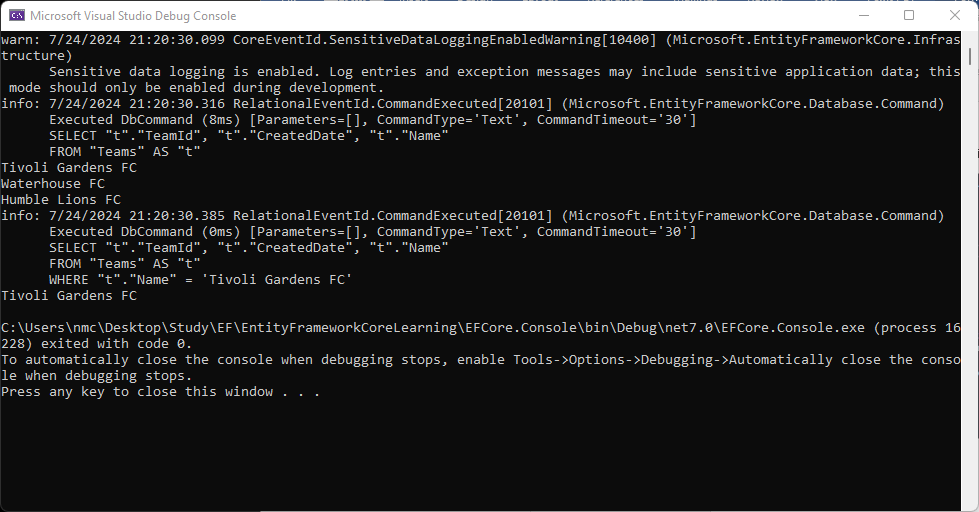 Microsoft Visual Studio Debug Console
warn: 7/24/2024 21:20:30.099 CoreEventId.SensitiveDataLoggingEnabledWarning[10400] (Microsoft.EntityFrameworkCore.Infras
tructure)
      Sensitive data logging is enabled. Log entries and exception messages may include sensitive application data; this
 mode should only be enabled during development.
info: 7/24/2024 21:20:30.316 RelationalEventId.CommandExecuted[20101] (Microsoft.EntityFrameworkCore.Database.Command)
      Executed DbCommand (8ms) [Parameters=[], CommandType='Text', CommandTimeout='30']
      SELECT "t"."TeamId", "t"."CreatedDate", "t"."Name"
      FROM "Teams" AS "t"
Tivoli Gardens FC
Waterhouse FC
Humble Lions FC
info: 7/24/2024 21:20:30.385 RelationalEventId.CommandExecuted[20101] (Microsoft.EntityFrameworkCore.Database.Command)
      Executed DbCommand (0ms) [Parameters=[], CommandType='Text', CommandTimeout='30']
      SELECT "t"."TeamId", "t"."CreatedDate", "t"."Name"
      FROM "Teams" AS "t"
      WHERE "t"."Name" = 'Tivoli Gardens FC'
Tivoli Gardens FC
C:\Users\nmc\Desktop\Study\EF\EntityFrameworkCoreLearning\EFCore.Console\bin\Debug\net7.0\EFCore.Console.exe (process 16
228) exited with code 0.
To automatically close the console when debugging stops, enable Tools->Options->Debugging->Automatically close the conso
le when debugging stops.
Press any key to close this window . . .